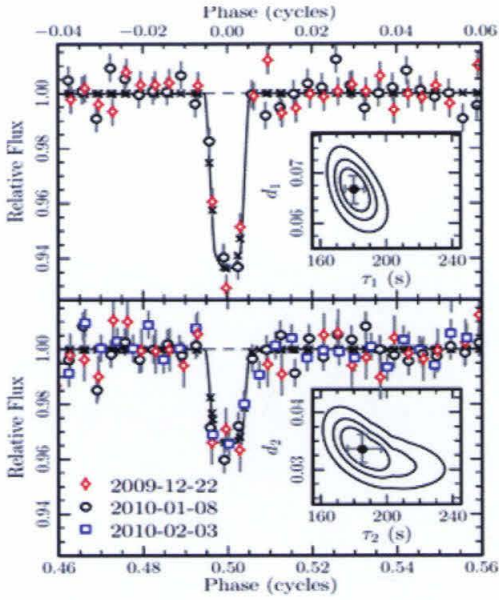 Phase (cycles)
−0.04 −0.02 0.00 0.02 0.04 0.06
Relative Flux
1.00
0.98
0.96
0.94
d1
0.07
0.06
160 200 240
τ1 (s)
Relative Flux
1.00
0.98
0.96
0.94
d2
0.04
0.03
160 200 240
τ2 (s)
2009-12-22
2010-01-08
2010-02-03
0.46 0.48 0.50 0.52 0.54 0.56
Phase (cycles)